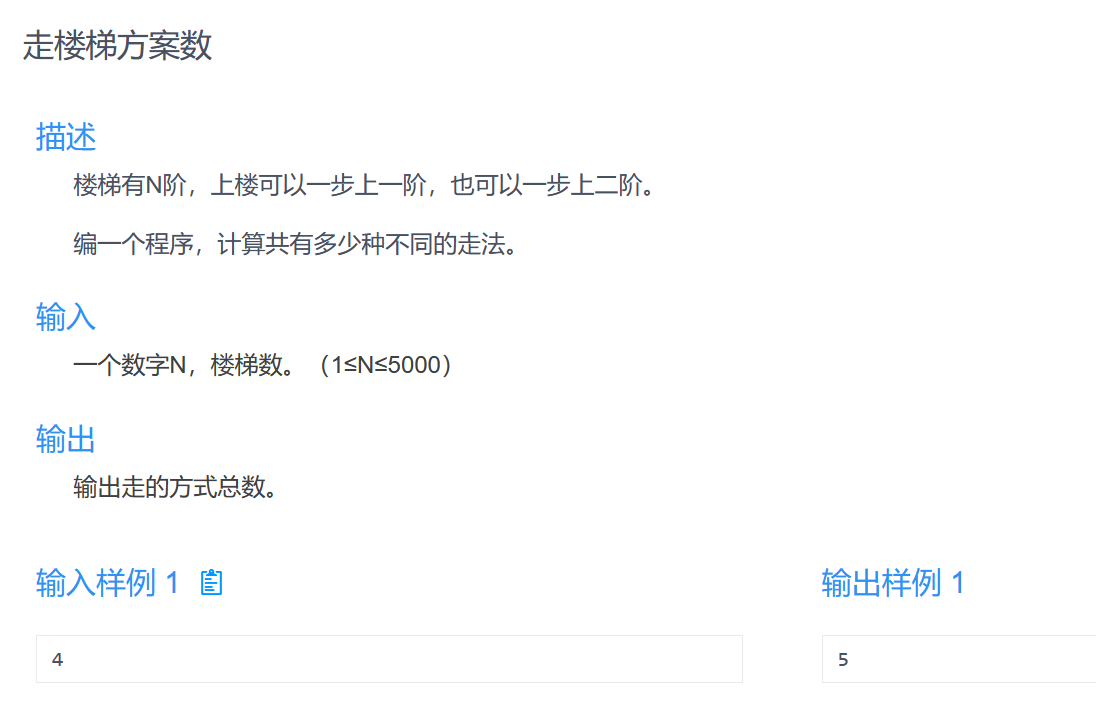 走楼梯方案数
描述
楼梯有N阶，上楼可以一步上一阶，也可以一步上二阶。
编一个程序，计算共有多少种不同的走法。
输入
一个数字N，楼梯数。（1≤N≤5000）
输出
输出走的方式总数。
输入样例 1
输出样例 1
4
5